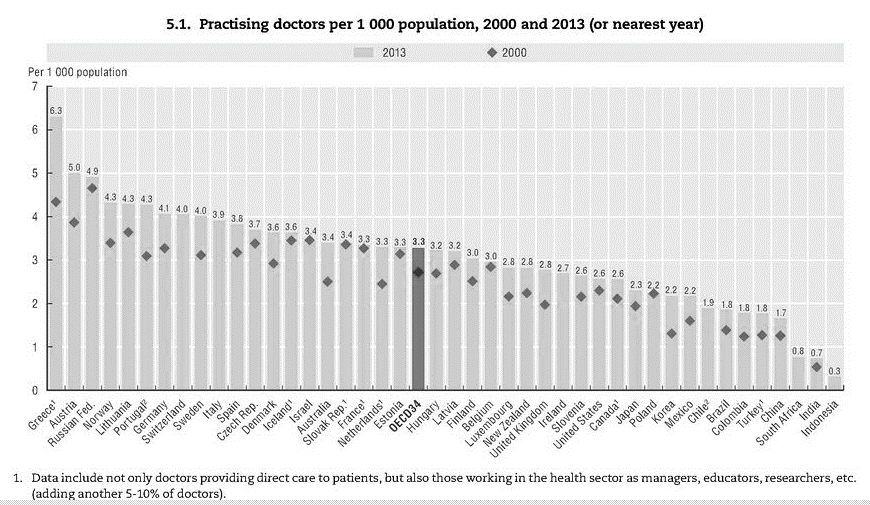 5.1. Practising doctors per 1 000 population, 2000 and 2013 (or nearest year)
2013 2000
Per 1 000 population
7
6
5
4
3
2
1
0
6.3 5.0 4.9 4.3 4.3 4.3 4.1 4.0 4.0 3.9 3.8 3.7 3.6 3.6 3.4 3.4 3.4 3.3 3.3 3.3 3.3 3.2 3.2 3.0 3.0 2.8 2.8 2.8 2.7 2.6 2.6 2.6 2.3 2.2 2.2 2.2 1.9 1.8 1.8 1.8 1.7 0.8 0.7 0.3
Greece¹
Austria
Russian Fed.
Norway
Lithuania
Portugal²
Germany
Switzerland
Sweden
Italy
Spain
Czech Rep.
Denmark
Iceland¹
Israel
Australia
Slovak Rep.¹
France¹
Netherlands¹
Estonia
OECD34
Hungary
Latvia
Finland
Belgium
Luxembourg
New Zealand
United Kingdom
Ireland
Slovenia
United States
Canada¹
Japan
Poland
Korea
Mexico
Chile²
Brazil
Colombia
Turkey¹
China
South Africa
India
Indonesia
1. Data include not only doctors providing direct care to patients, but also those working in the health sector as managers, educators, researchers, etc.
(adding another 5-10% of doctors).